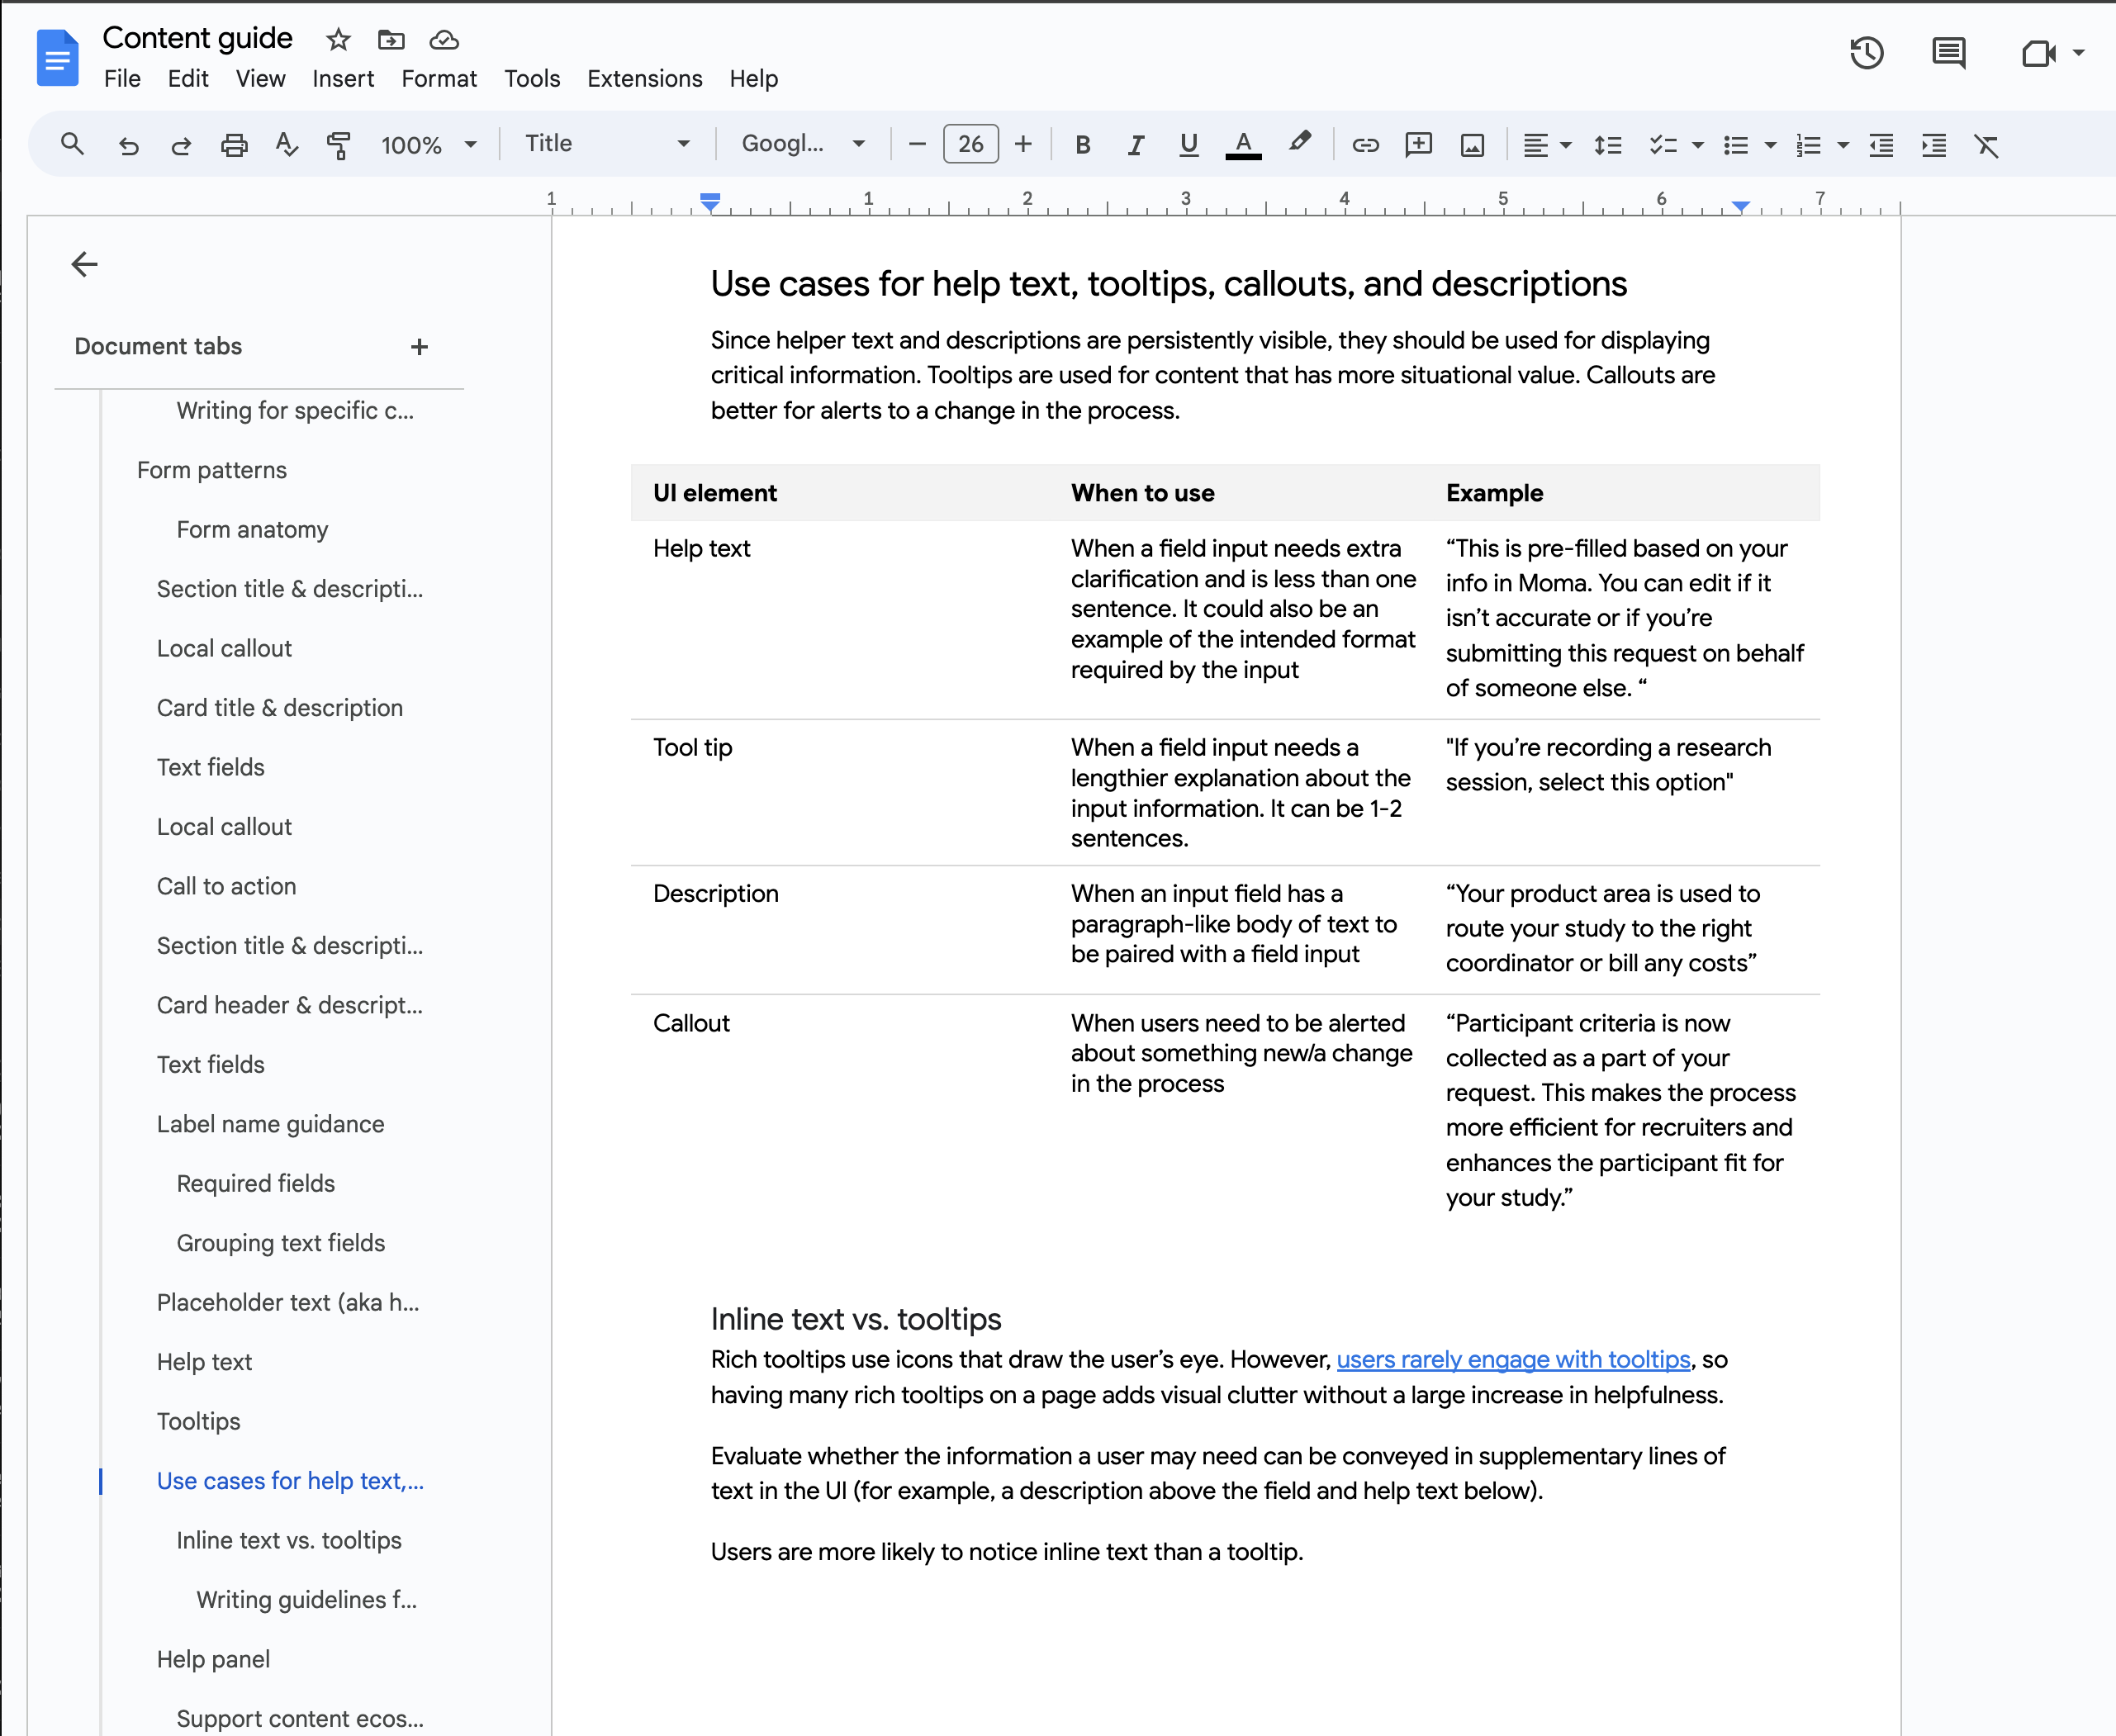 Content guide
File Edit View Insert Format Tools Extensions Help
100% Title Googl... 26 B I U A
1 1 2 3 4 5 6 7
Document tabs
Writing for specific c...
Form patterns
Form anatomy
Section title & descripti...
Local callout
Card title & description
Text fields
Local callout
Call to action
Section title & descripti...
Card header & descript...
Text fields
Label name guidance
Required fields
Grouping text fields
Placeholder text (aka h...
Help text
Tooltips
Use cases for help text,...
Inline text vs. tooltips
Writing guidelines f...
Help panel
Support content ecos...
Use cases for help text, tooltips, callouts, and descriptions
Since helper text and descriptions are persistently visible, they should be used for displaying
critical information. Tooltips are used for content that has more situational value. Callouts are
better for alerts to a change in the process.
UI element When to use Example
Help text
When a field input needs extra
clarification and is less than one
sentence. It could also be an
example of the intended format
required by the input
“This is pre-filled based on your
info in Moma. You can edit if it
isn’t accurate or if you’re
submitting this request on behalf
of someone else. “
Tool tip
When a field input needs a
lengthier explanation about the
input information. It can be 1-2
sentences.
"If you’re recording a research
session, select this option"
Description
When an input field has a
paragraph-like body of text to
be paired with a field input
“Your product area is used to
route your study to the right
coordinator or bill any costs”
Callout
When users need to be alerted
about something new/a change
in the process
“Participant criteria is now
collected as a part of your
request. This makes the process
more efficient for recruiters and
enhances the participant fit for
your study.”
Inline text vs. tooltips
Rich tooltips use icons that draw the user’s eye. However, users rarely engage with tooltips, so
having many rich tooltips on a page adds visual clutter without a large increase in helpfulness.
Evaluate whether the information a user may need can be conveyed in supplementary lines of
text in the UI (for example, a description above the field and help text below).
Users are more likely to notice inline text than a tooltip.